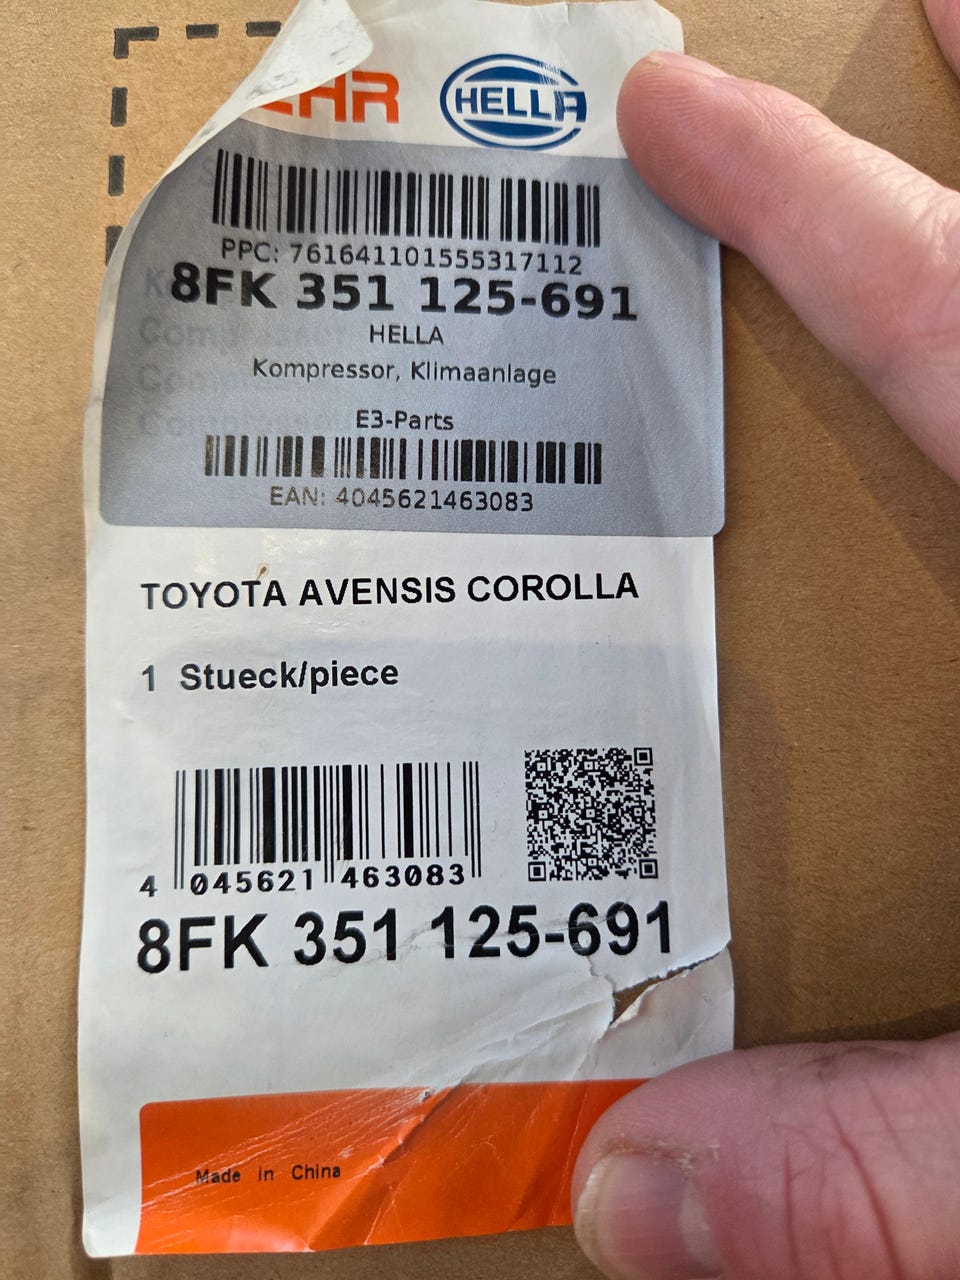 HELLA
PPC: 761641101555317112
8FK 351 125-691
HELLA
Kompressor, Klimaanlage
E3-Parts
EAN: 4045621463083
TOYOTA AVENSIS COROLLA
1 Stueck/piece
4 045621 463083
8FK 351 125-691
Made in China